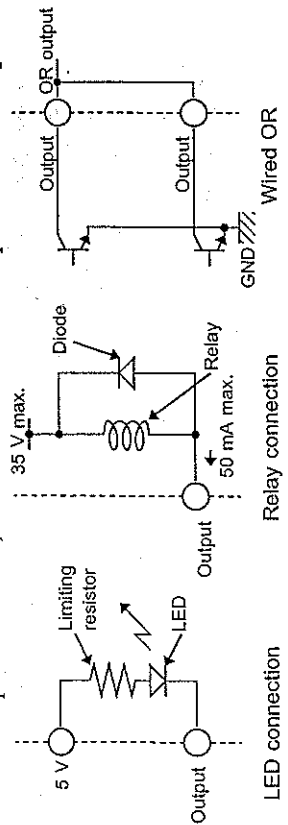 5 V
Limiting
resistor
LED
Output
LED connection
35 V max.
Diode
Relay
50 mA max.
Output
Relay connection
Output
OR output
Output
GND
Wired OR